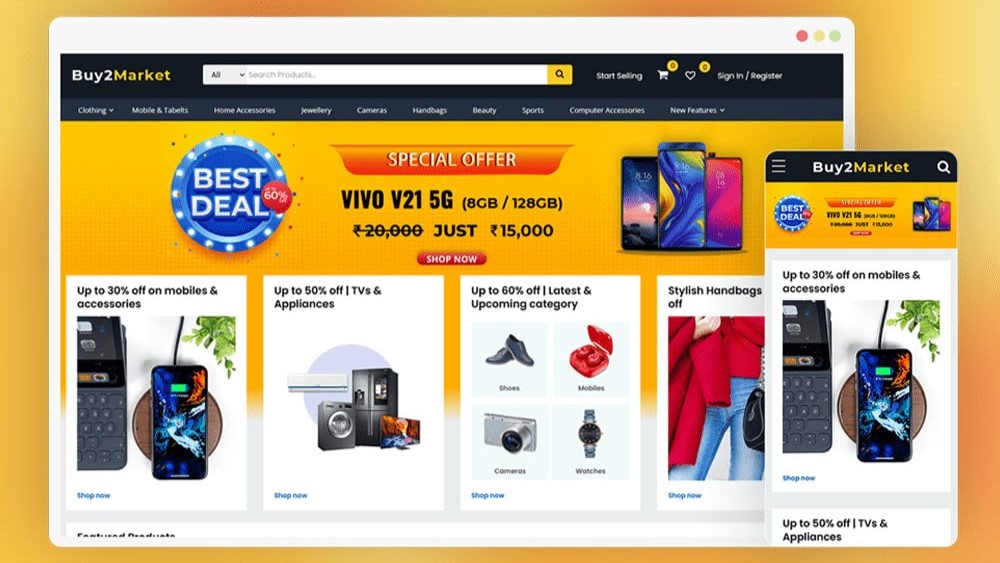 Buy2Market
All
Search Products..
Start Selling
0
0
Sign In / Register
Clothing
Mobile & Tabelts
Home Accessories
Jewellery
Cameras
Handbags
Beauty
Sports
Computer Accessories
New Features
BEST
DEAL
UP TO
60%
OFF
SPECIAL OFFER
VIVO V21 5G (8GB / 128GB)
₹ 20,000 JUST ₹ 15,000
SHOP NOW
Up to 30% off on mobiles &
accessories
Shop now
Up to 50% off | TVs &
Appliances
Shop now
Up to 60% off | Latest &
Upcoming category
Shoes
Mobiles
Cameras
Watches
Shop now
Stylish Handbags
off
Shop now
Featured Products
Buy2Market
BEST
DEAL
SPECIAL OFFER
VIVO V21 5G (8GB / 128GB)
₹ 20,000 JUST ₹ 15,000
SHOP NOW
Up to 30% off on mobiles &
accessories
Shop now
Up to 50% off | TVs &
Appliances